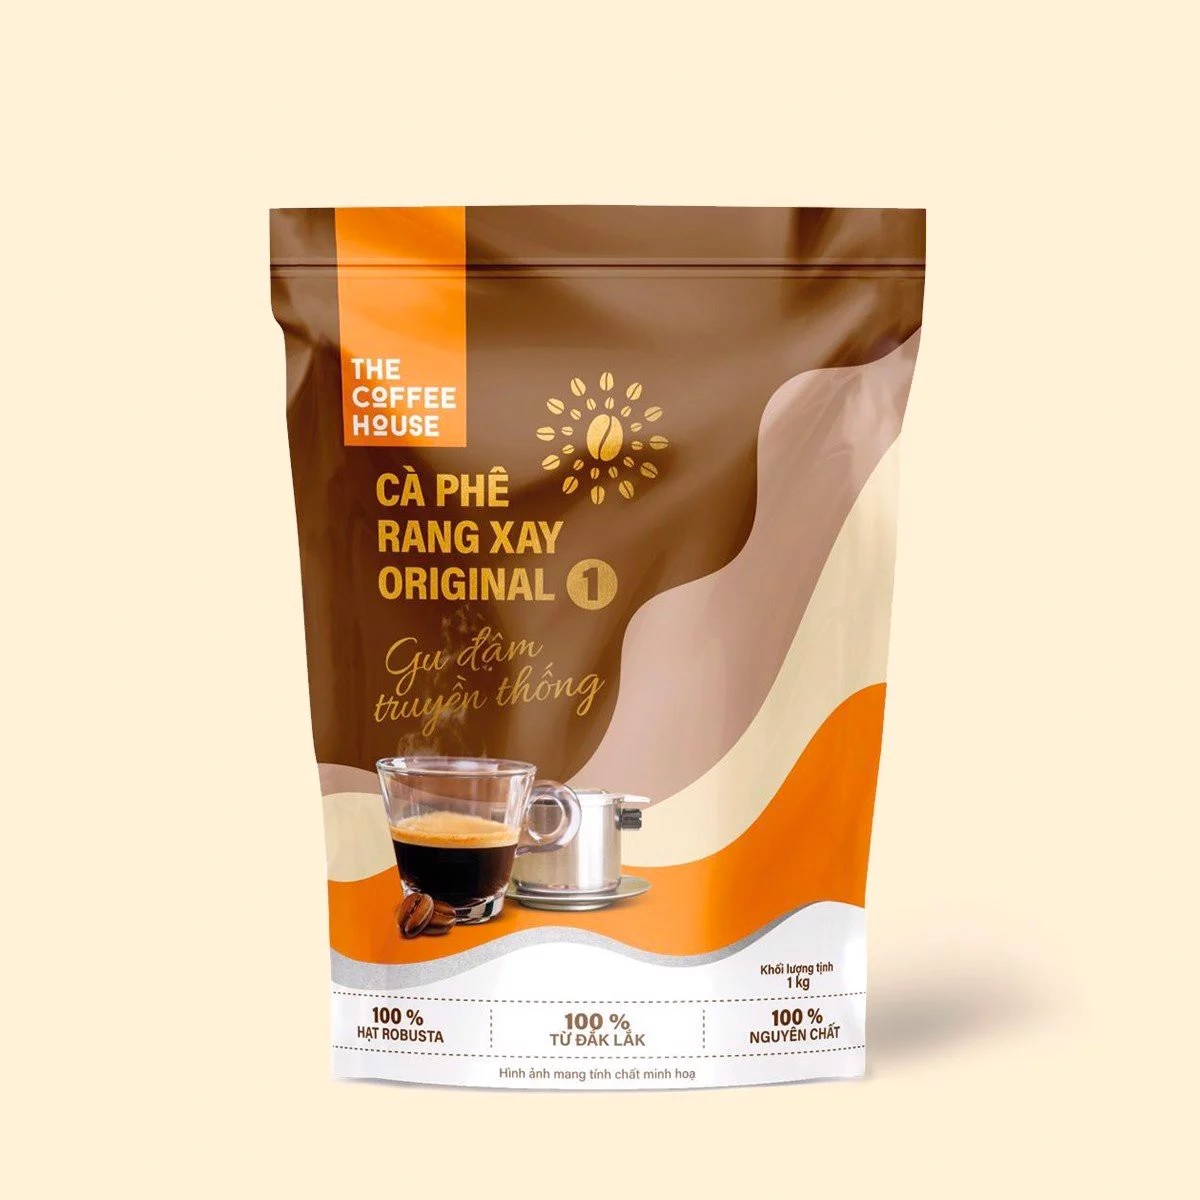 THE
COFFEE
HOUSE
CÀ PHÊ
RANG XAY
ORIGINAL 1
Gu đậm
truyền thống
Khối lượng tịnh
1 kg
100 %
HẠT ROBUSTA
100 %
TỪ ĐẮK LẮK
100 %
NGUYÊN CHẤT
Hình ảnh mang tính chất minh hoạ